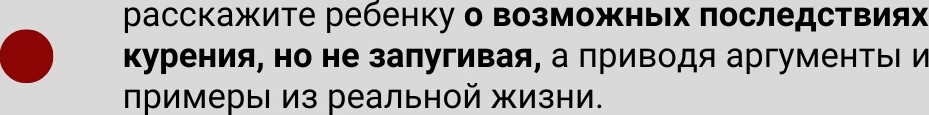 расскажите ребенку о возможных последствиях
курения, но не запугивая, а приводя аргументы и
примеры из реальной жизни.